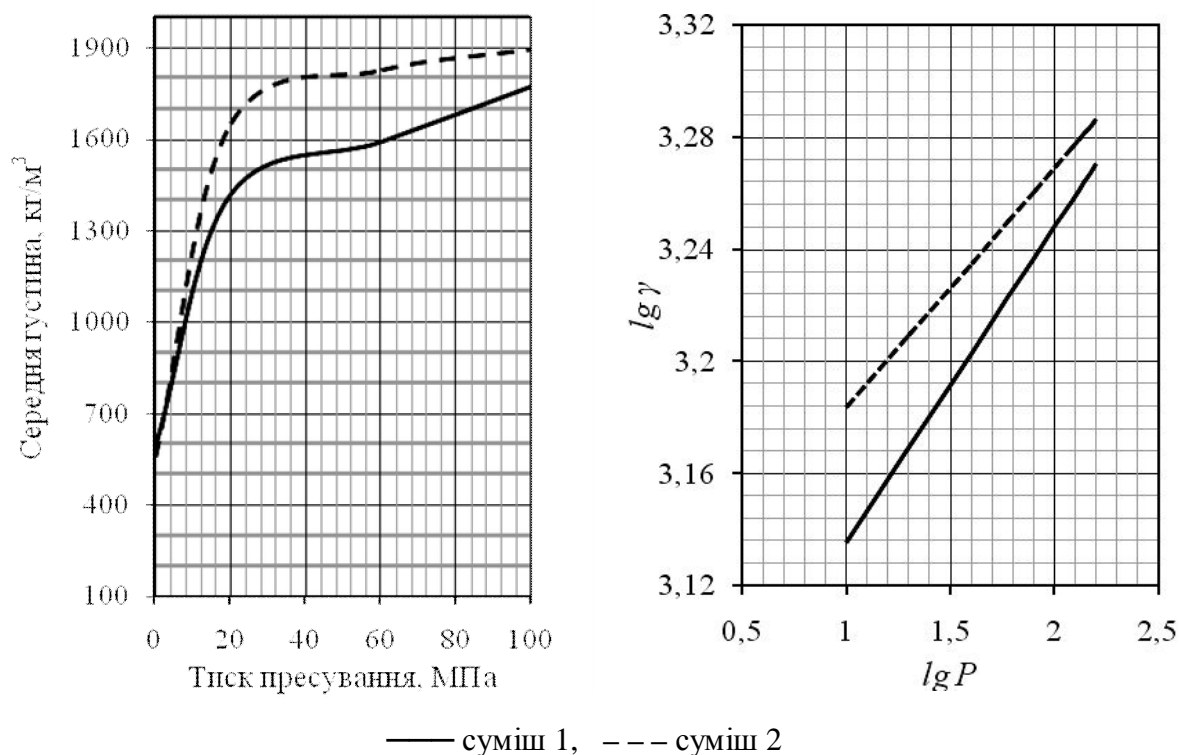 Середня густина, кг/м³
1900
1600
1300
1000
700
400
100
0 20 40 60 80 100
Тиск пресування, МПа
lg γ
3,32
3,28
3,24
3,2
3,16
3,12
0,5 1 1,5 2 2,5
lg P
суміш 1, суміш 2